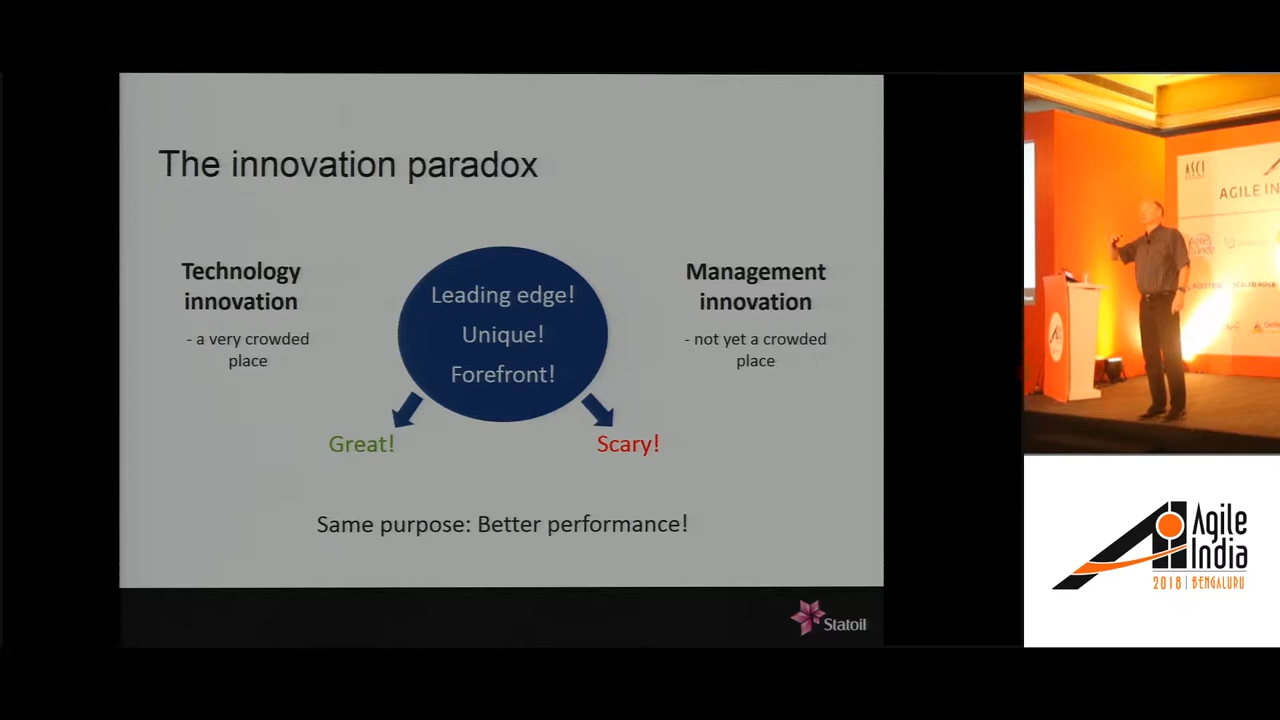 The innovation paradox
Technology
innovation
- a very crowded
place
Leading edge!
Unique!
Forefront!
Management
innovation
- not yet a crowded
place
Great!
Scary!
Same purpose: Better performance!
Statoil
ASCI
AGILE IN
Agile
India
2018 | BENGALURU